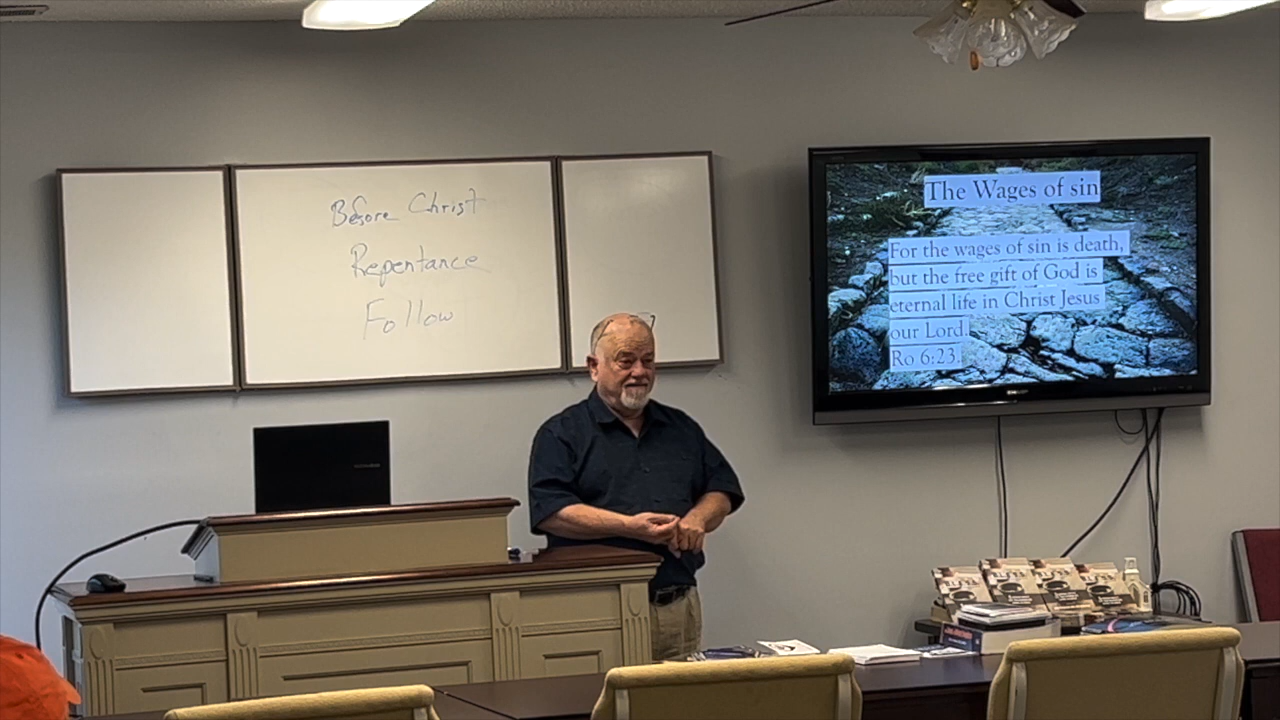 Before Christ
Repentance
Follow
The Wages of sin
For the wages of sin is death,
but the free gift of God is
eternal life in Christ Jesus
our Lord.
Ro 6:23.